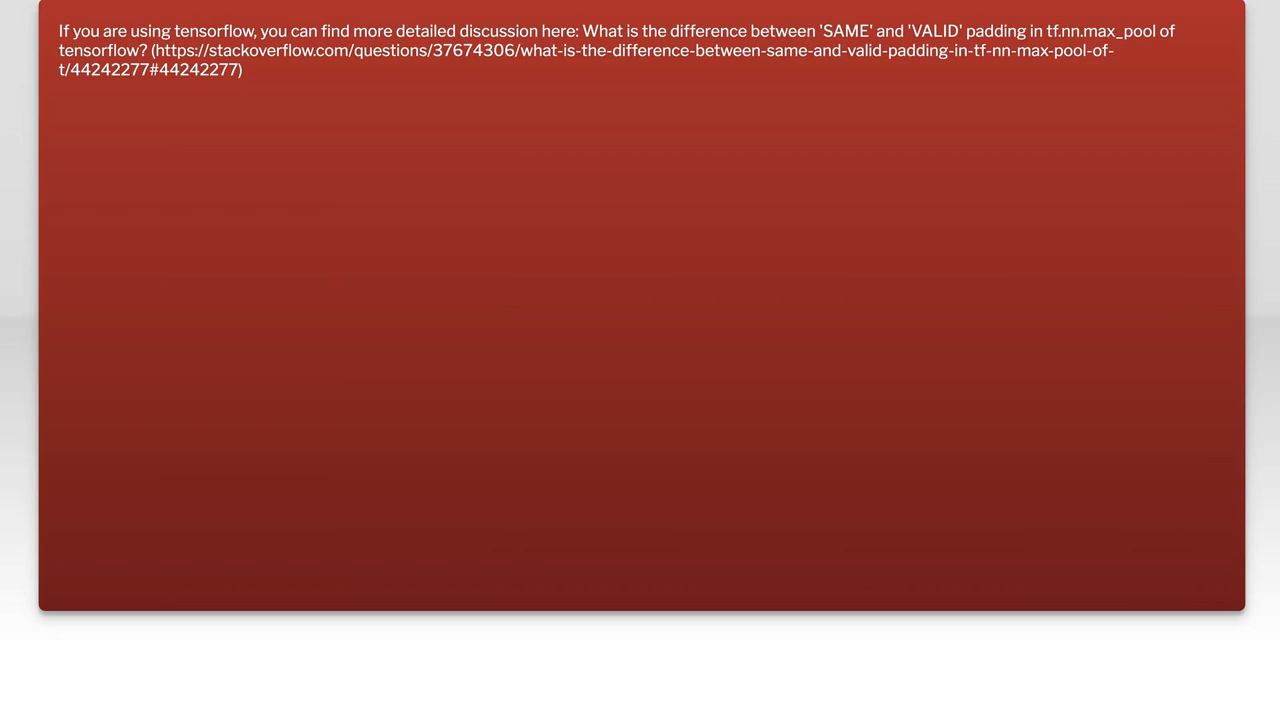 If you are using tensorflow, you can find more detailed discussion here: What is the difference between 'SAME' and 'VALID' padding in tf.nn.max_pool of
tensorflow? (https://stackoverflow.com/questions/37674306/what-is-the-difference-between-same-and-valid-padding-in-tf-nn-max-pool-of-
t/44242277#44242277)